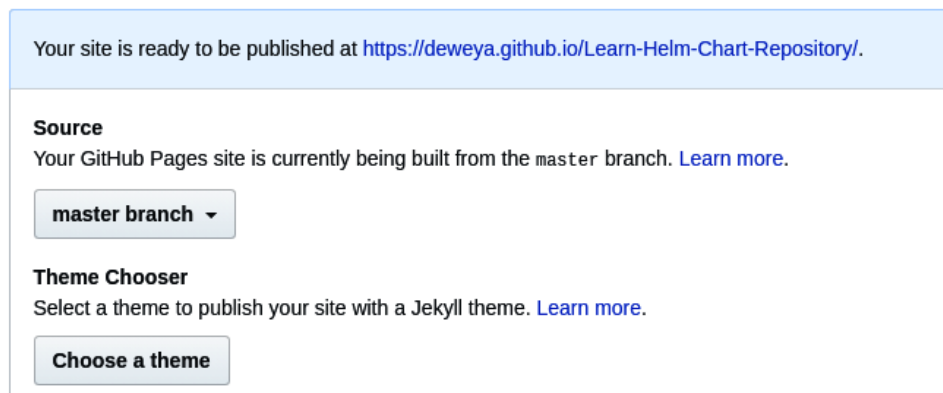 Your site is ready to be published at https://deweya.github.io/Learn-Helm-Chart-Repository/.
Source
Your GitHub Pages site is currently being built from the master branch. Learn more.
master branch
Theme Chooser
Select a theme to publish your site with a Jekyll theme. Learn more.
Choose a theme